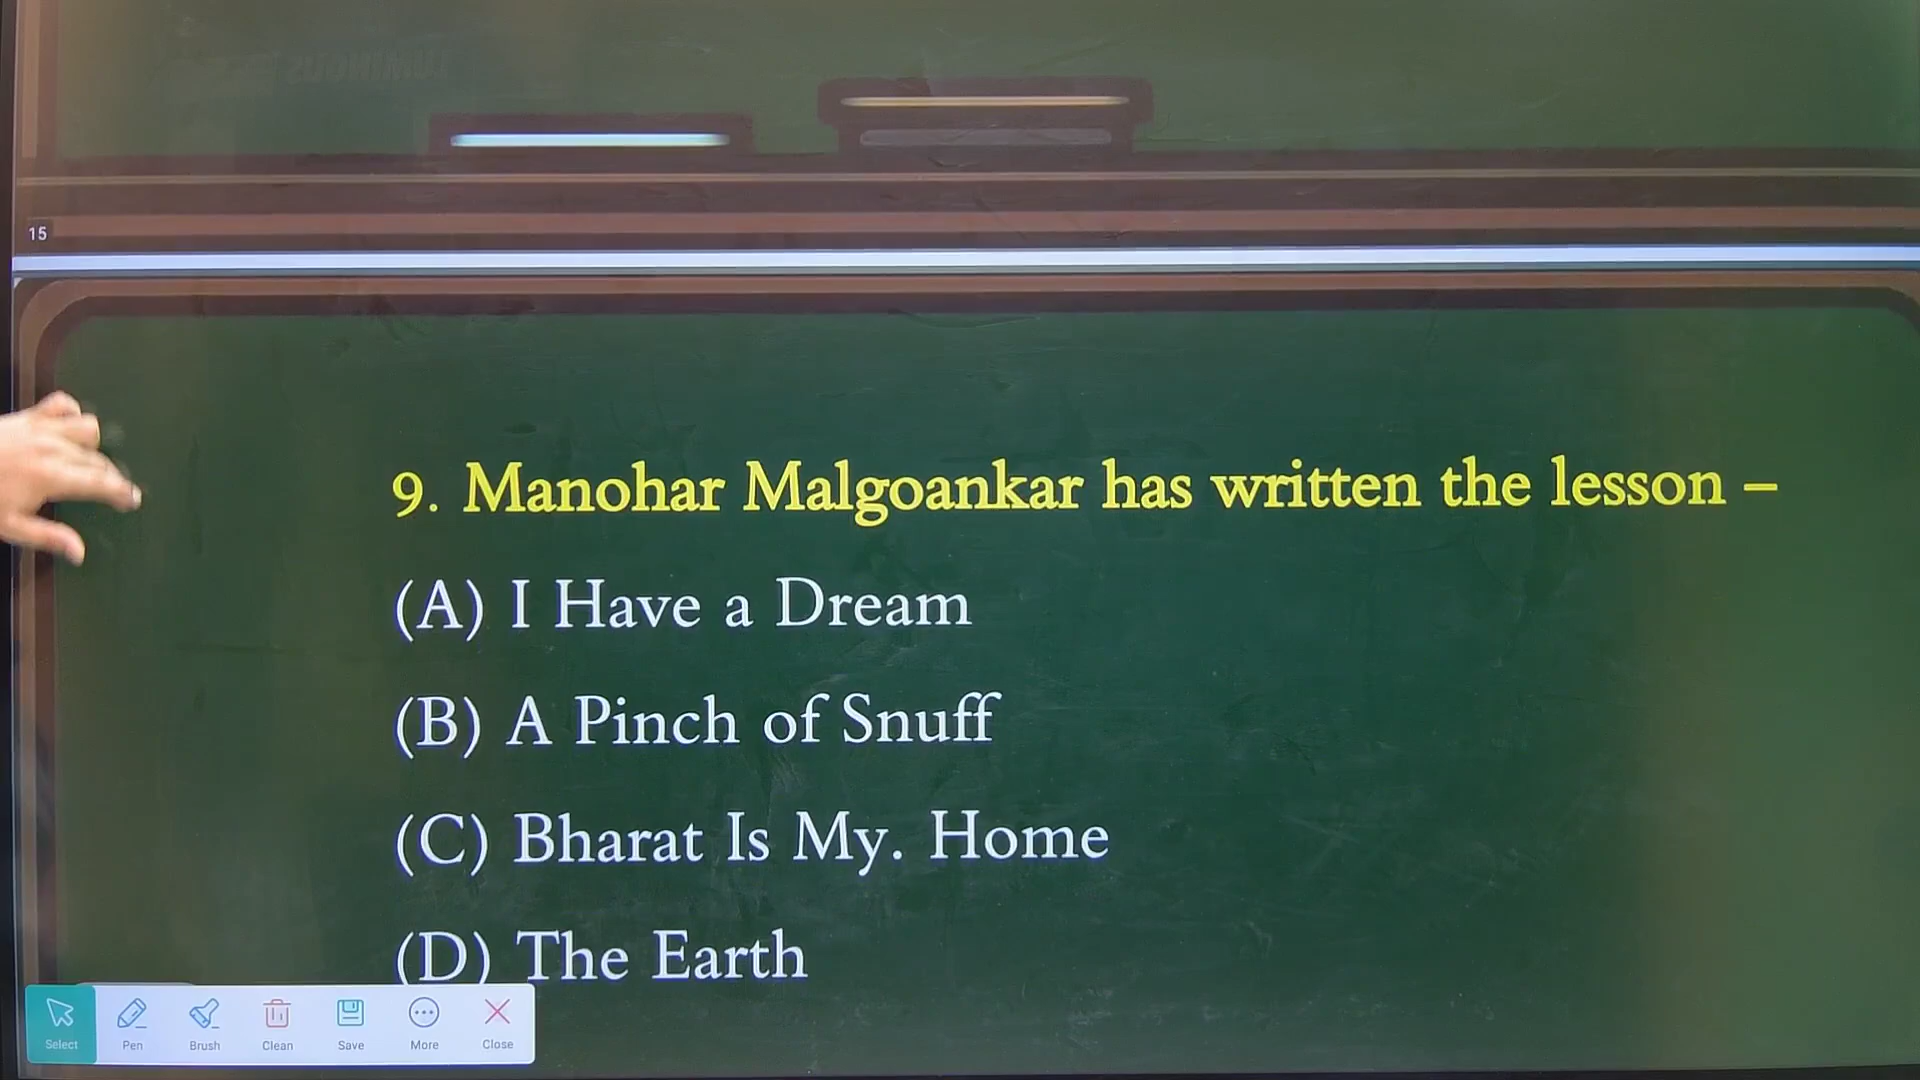 15
9. Manohar Malgoankar has written the lesson –
(A) I Have a Dream
(B) A Pinch of Snuff
(C) Bharat Is My. Home
(D) The Earth
Select Pen Brush Clean Save More Close